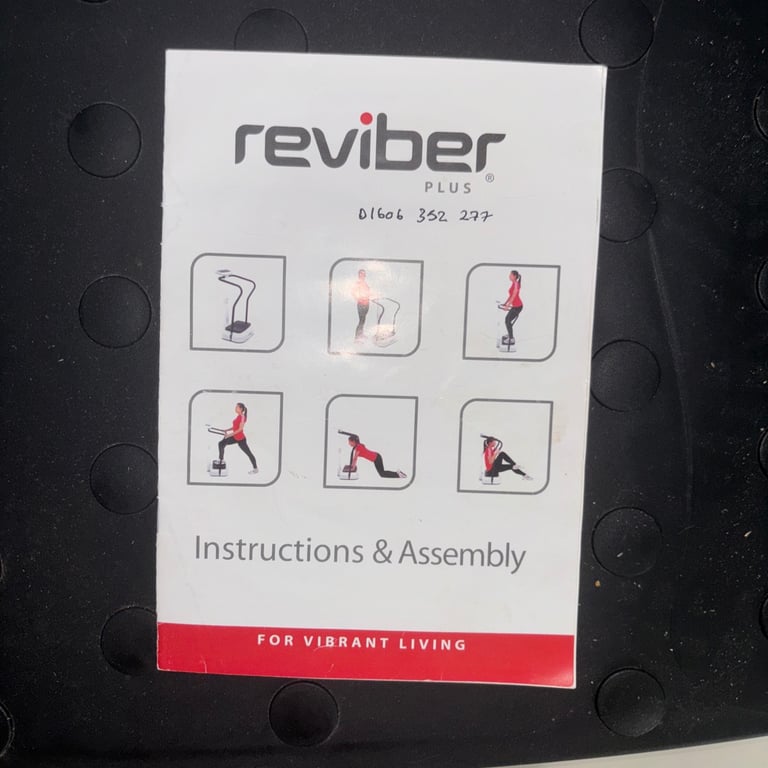 reviber
PLUS ®
01606 352 277
Instructions & Assembly
FOR VIBRANT LIVING